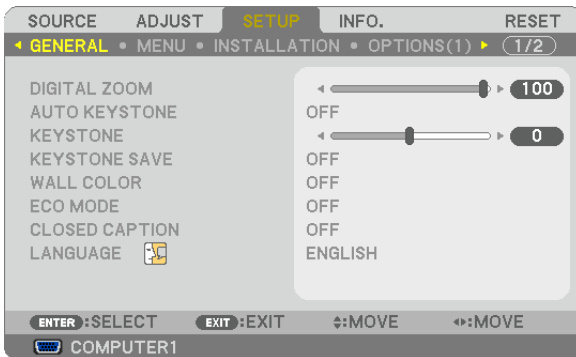 SOURCE ADJUST SETUP INFO. RESET
GENERAL • MENU • INSTALLATION • OPTIONS(1) 1/2
DIGITAL ZOOM 100
AUTO KEYSTONE OFF
KEYSTONE 0
KEYSTONE SAVE OFF
WALL COLOR OFF
ECO MODE OFF
CLOSED CAPTION OFF
LANGUAGE ENGLISH
ENTER :SELECT EXIT :EXIT :MOVE :MOVE
COMPUTER1